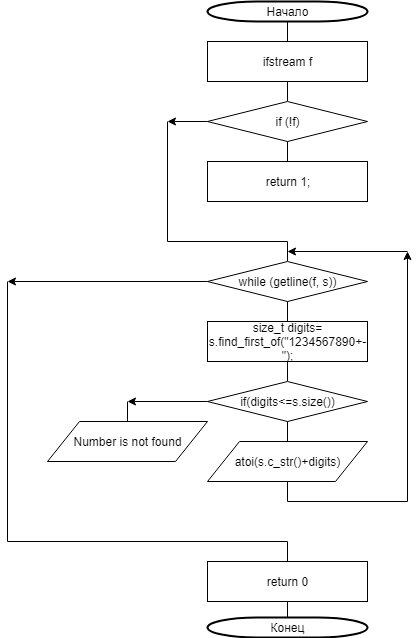 Начало
ifstream f
if (!f)
return 1;
while (getline(f, s))
size_t digits=
s.find_first_of("1234567890+-
");
if(digits<=s.size())
Number is not found
atoi(s.c_str()+digits)
return 0
Конец